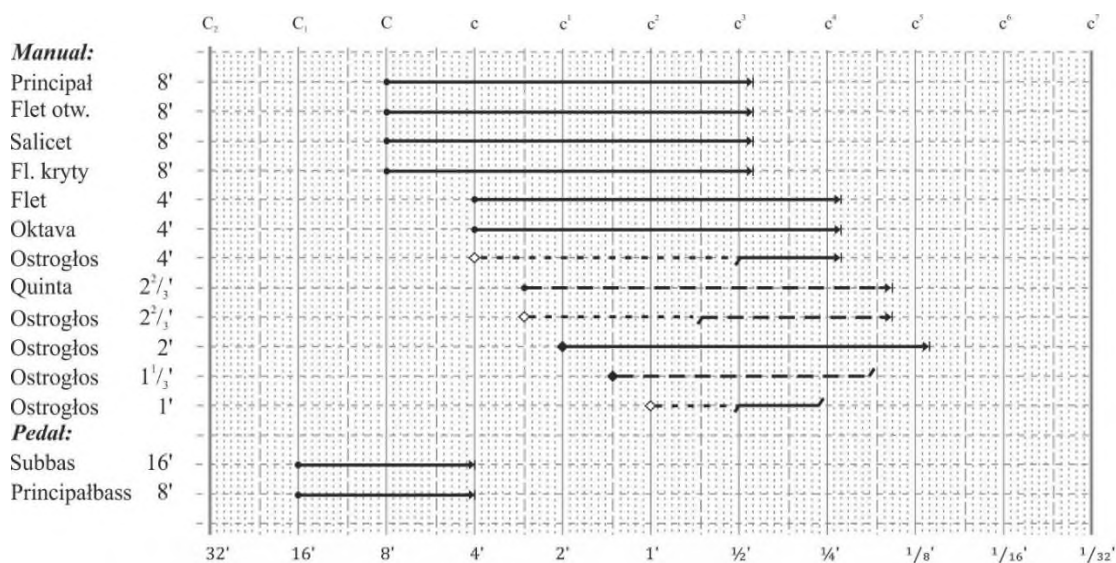 C₂ C₁ C c c¹ c² c³ c⁴ c⁵ c⁶ c⁷
Manual:
Principał 8'
Flet otw. 8'
Salicet 8'
Fl. kryty 8'
Flet 4'
Oktava 4'
Ostrogłos 4'
Quinta 2²/₃'
Ostrogłos 2²/₃'
Ostrogłos 2'
Ostrogłos 1¹/₃'
Ostrogłos 1'
Pedal:
Subbas 16'
Principałbass 8'
32' 16' 8' 4' 2' 1' ½' ¼' ¹/₈' ¹/₁₆' ¹/₃₂'